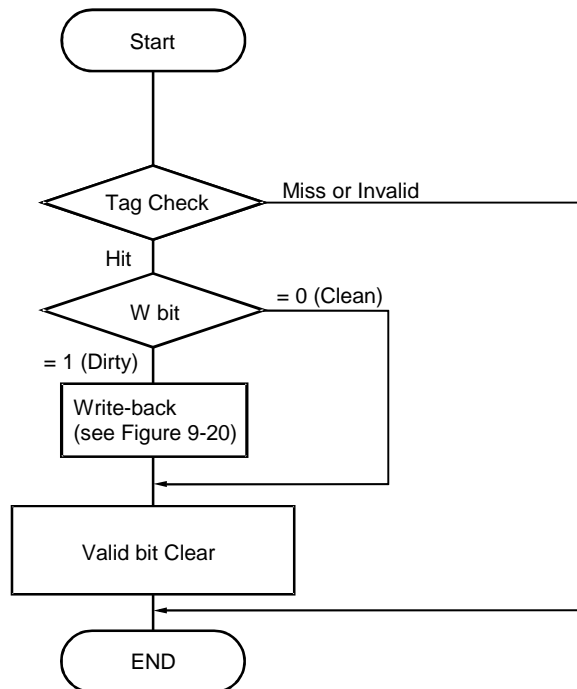 Start
Tag Check
Miss or Invalid
Hit
W bit
= 0 (Clean)
= 1 (Dirty)
Write-back
(see Figure 9-20)
Valid bit Clear
END